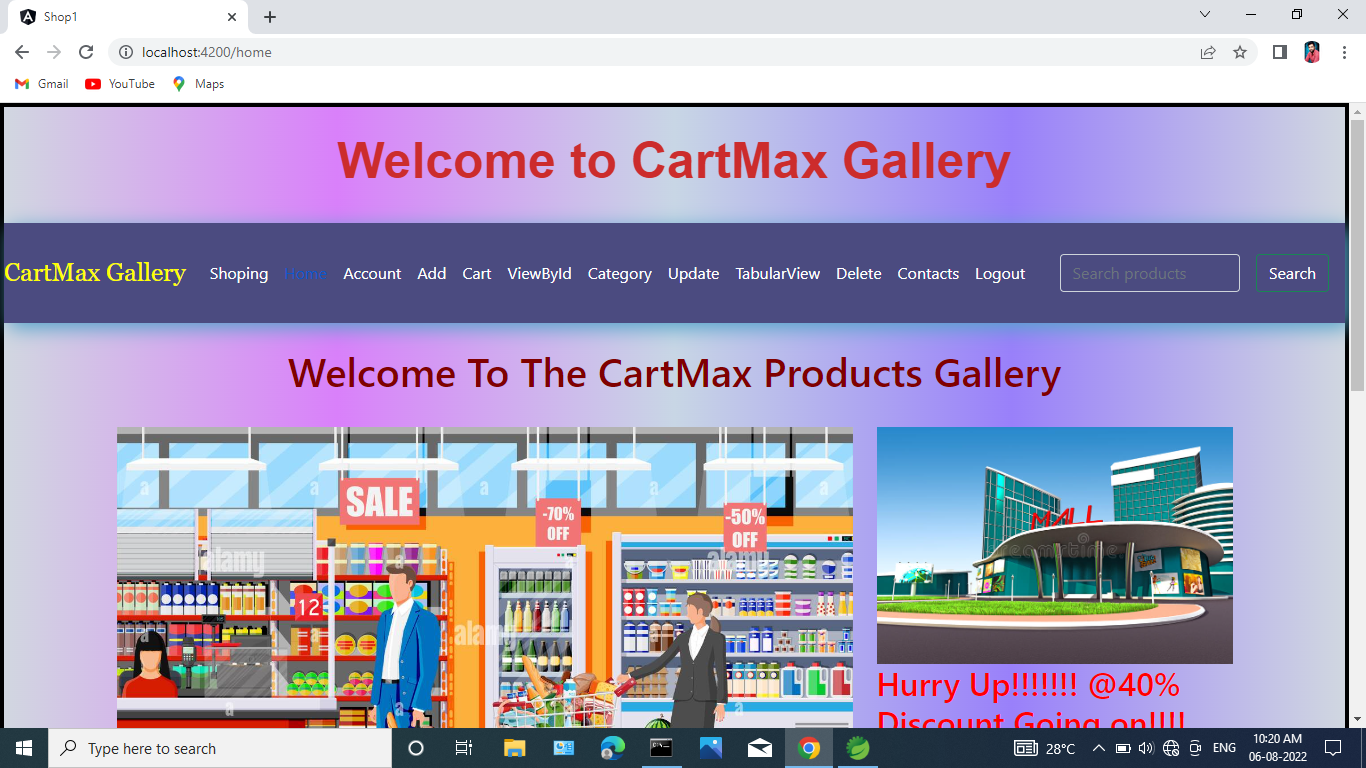 Shop1
localhost:4200/home
Gmail YouTube Maps
Welcome to CartMax Gallery
CartMax Gallery Shoping Home Account Add Cart ViewById Category Update TabularView Delete Contacts Logout Search products Search
Welcome To The CartMax Products Gallery
SALE
-70%
OFF
-50%
OFF
MALL
alamy
alamy
dreamstime
12
alamy
a
a
a
a
a
a
Hurry Up!!!!!!! @40%
Discount Going on!!!!
Type here to search
28°C
ENG
10:20 AM
06-08-2022